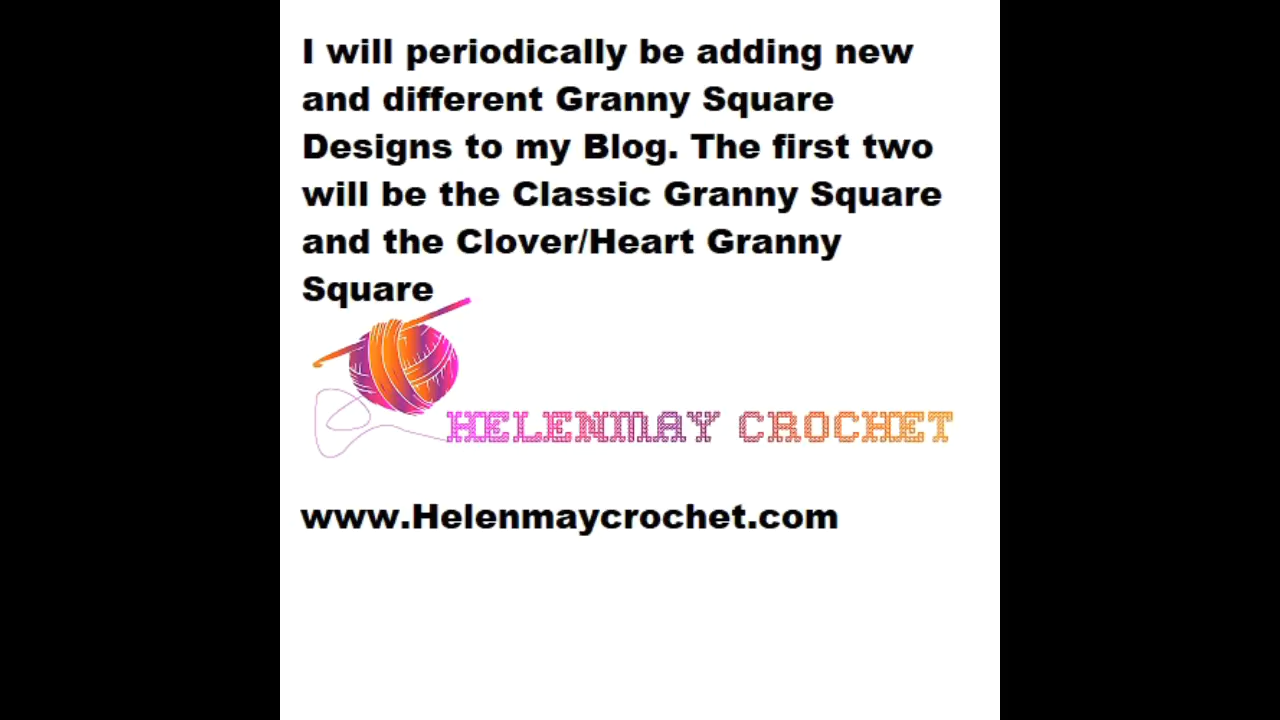 I will periodically be adding new
and different Granny Square
Designs to my Blog. The first two
will be the Classic Granny Square
and the Clover/Heart Granny
Square
HELENMAY CROCHET
www.Helenmaycrochet.com